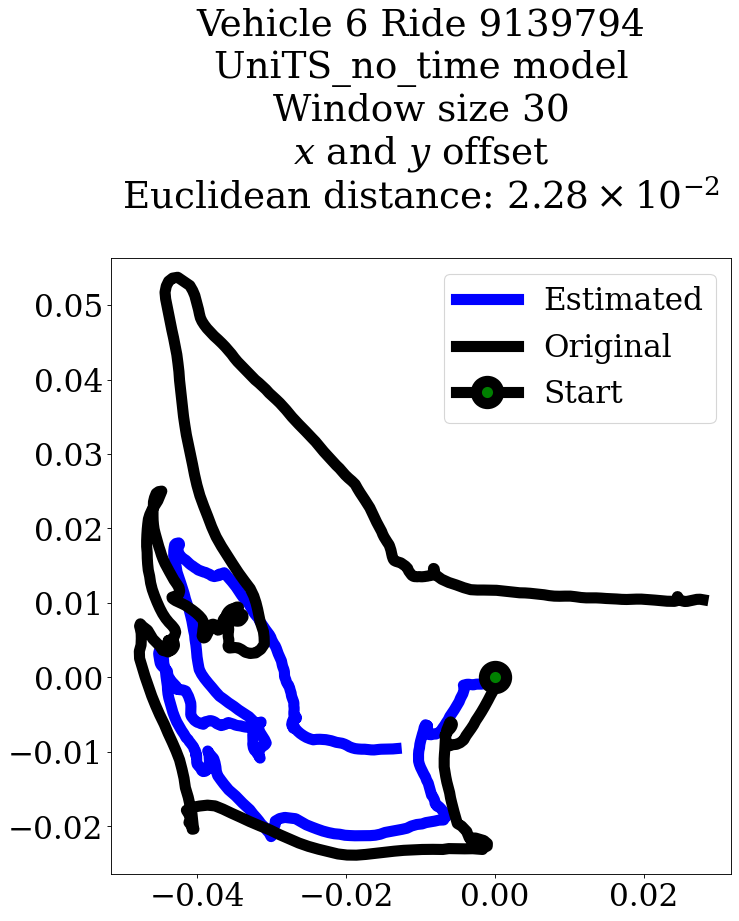 Vehicle 6 Ride 9139794
UniTS_no_time model
Window size 30
x and y offset
Euclidean distance: 2.28 × 10⁻²
Estimated
Original
Start
0.05
0.04
0.03
0.02
0.01
0.00
−0.01
−0.02
−0.04 −0.02 0.00 0.02